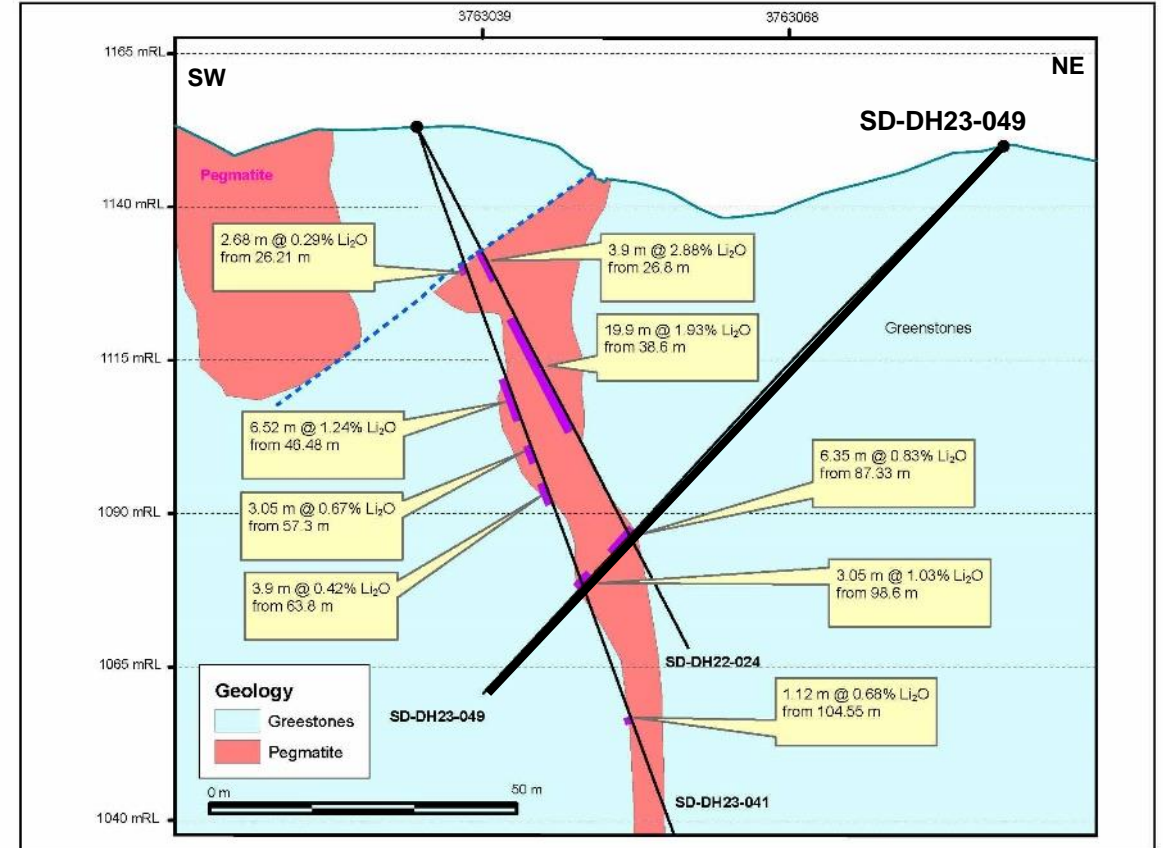 3763039 3763068
1165 mRL
SW NE
SD-DH23-049
Pegmatite
1140 mRL
2.68 m @ 0.29% Li₂O
from 26.21 m
3.9 m @ 2.88% Li₂O
from 26.8 m
19.9 m @ 1.93% Li₂O
from 38.6 m
Greenstones
1115 mRL
6.52 m @ 1.24% Li₂O
from 46.48 m
6.35 m @ 0.83% Li₂O
from 87.33 m
3.05 m @ 0.67% Li₂O
from 57.3 m
1090 mRL
3.9 m @ 0.42% Li₂O
from 63.8 m
3.05 m @ 1.03% Li₂O
from 98.6 m
1065 mRL
SD-DH22-024
1.12 m @ 0.68% Li₂O
from 104.55 m
SD-DH23-049
Geology
Greestones
Pegmatite
0 m 50 m
SD-DH23-041
1040 mRL